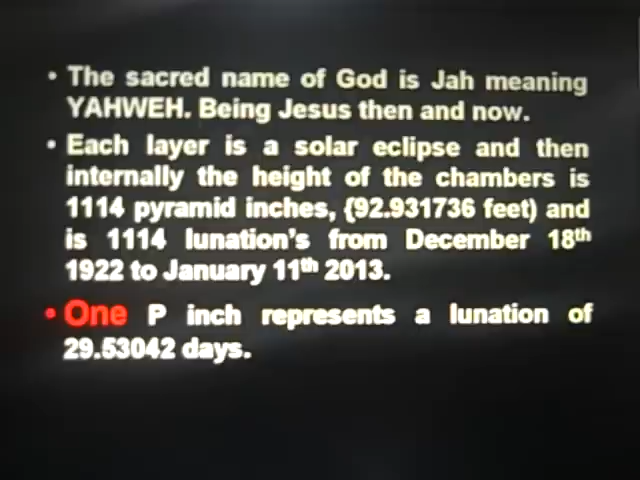 • The sacred name of God is Jah meaning
YAHWEH. Being Jesus then and now.
• Each layer is a solar eclipse and then
internally the height of the chambers is
1114 pyramid inches, (92.931736 feet) and
is 1114 lunation's from December 18th
1922 to January 11th 2013.
• One P inch represents a lunation of
29.53042 days.